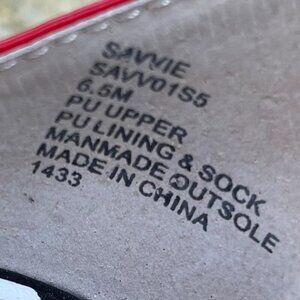 SAVVIE
SAVV01S5
6.5M
PU UPPER
PU LINING & SOCK
MANMADE OUTSOLE
MADE IN CHINA
1433